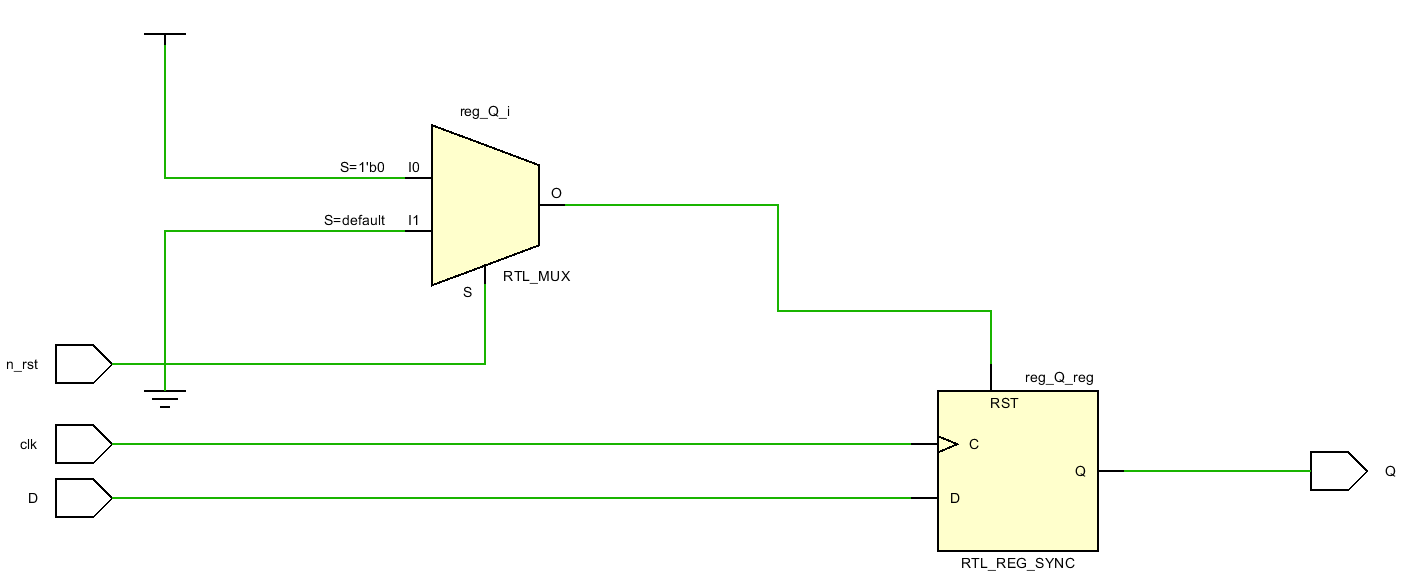 reg_Q_i
S=1'b0 I0
O
S=default I1
RTL_MUX
S
n_rst
reg_Q_reg
RST
clk
C
Q
Q
D
D
RTL_REG_SYNC